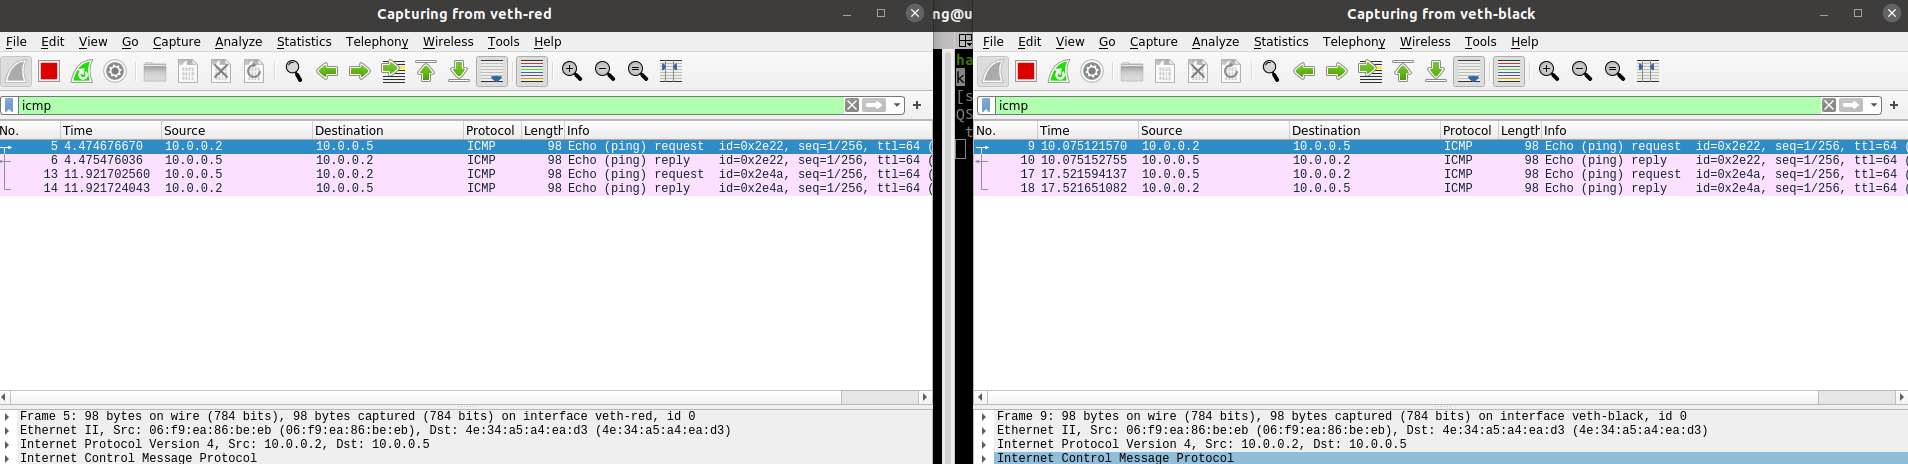 Capturing from veth-red
File Edit View Go Capture Analyze Statistics Telephony Wireless Tools Help
icmp
No. Time Source Destination Protocol Length Info
5 4.474676670 10.0.0.2 10.0.0.5 ICMP 98 Echo (ping) request id=0x2e22, seq=1/256, ttl=64 (
6 4.475476036 10.0.0.5 10.0.0.2 ICMP 98 Echo (ping) reply id=0x2e22, seq=1/256, ttl=64 (
13 11.921702560 10.0.0.5 10.0.0.2 ICMP 98 Echo (ping) request id=0x2e4a, seq=1/256, ttl=64 (
14 11.921724043 10.0.0.2 10.0.0.5 ICMP 98 Echo (ping) reply id=0x2e4a, seq=1/256, ttl=64 (
Frame 5: 98 bytes on wire (784 bits), 98 bytes captured (784 bits) on interface veth-red, id 0
Ethernet II, Src: 06:f9:ea:86:be:eb (06:f9:ea:86:be:eb), Dst: 4e:34:a5:a4:ea:d3 (4e:34:a5:a4:ea:d3)
Internet Protocol Version 4, Src: 10.0.0.2, Dst: 10.0.0.5
Internet Control Message Protocol
ng@u
ha
k
[s
QS
t
Capturing from veth-black
File Edit View Go Capture Analyze Statistics Telephony Wireless Tools Help
icmp
No. Time Source Destination Protocol Length Info
9 10.075121570 10.0.0.2 10.0.0.5 ICMP 98 Echo (ping) request id=0x2e22, seq=1/256, ttl=64 (
10 10.075152755 10.0.0.5 10.0.0.2 ICMP 98 Echo (ping) reply id=0x2e22, seq=1/256, ttl=64 (
17 17.521594137 10.0.0.5 10.0.0.2 ICMP 98 Echo (ping) request id=0x2e4a, seq=1/256, ttl=64 (
18 17.521651082 10.0.0.2 10.0.0.5 ICMP 98 Echo (ping) reply id=0x2e4a, seq=1/256, ttl=64 (
Frame 9: 98 bytes on wire (784 bits), 98 bytes captured (784 bits) on interface veth-black, id 0
Ethernet II, Src: 06:f9:ea:86:be:eb (06:f9:ea:86:be:eb), Dst: 4e:34:a5:a4:ea:d3 (4e:34:a5:a4:ea:d3)
Internet Protocol Version 4, Src: 10.0.0.2, Dst: 10.0.0.5
Internet Control Message Protocol